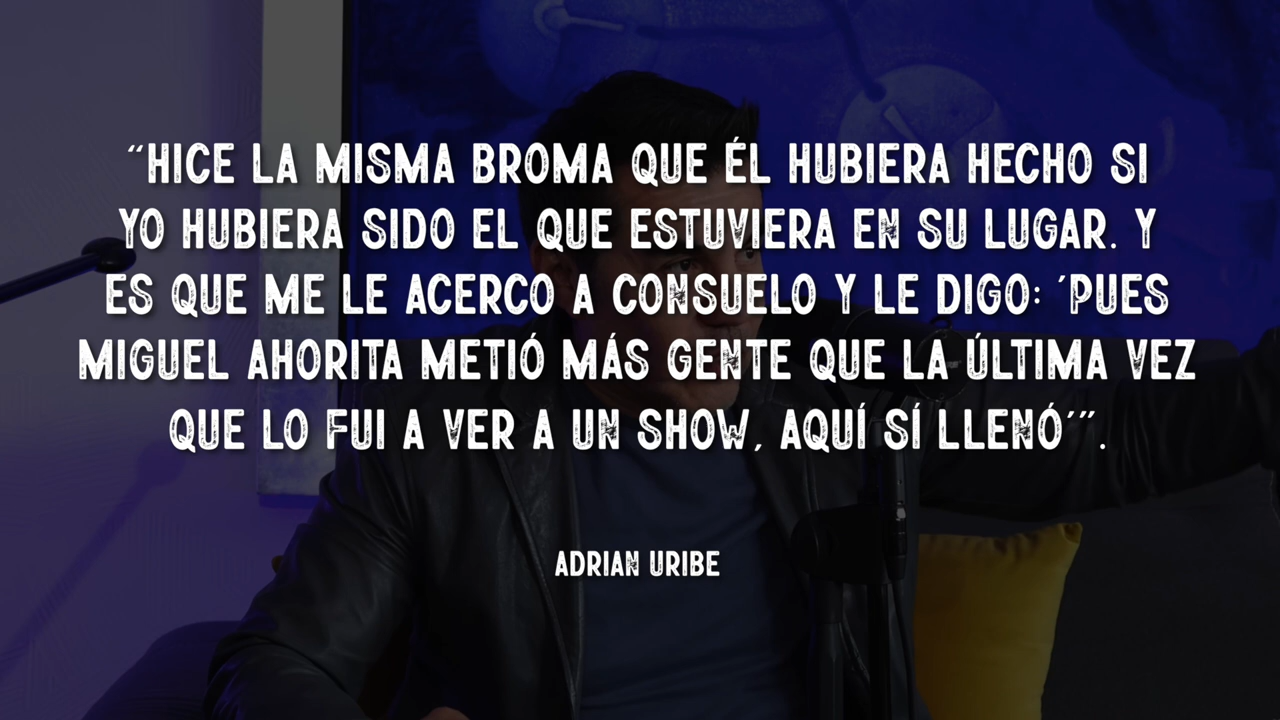 “HICE LA MISMA BROMA QUE ÉL HUBIERA HECHO SI
YO HUBIERA SIDO EL QUE ESTUVIERA EN SU LUGAR. Y
ES QUE ME LE ACERCO A CONSUELO Y LE DIGO: ‘PUES
MIGUEL AHORITA METIÓ MÁS GENTE QUE LA ÚLTIMA VEZ
QUE LO FUI A VER A UN SHOW, AQUÍ SÍ LLENÓ’”.
ADRIAN URIBE